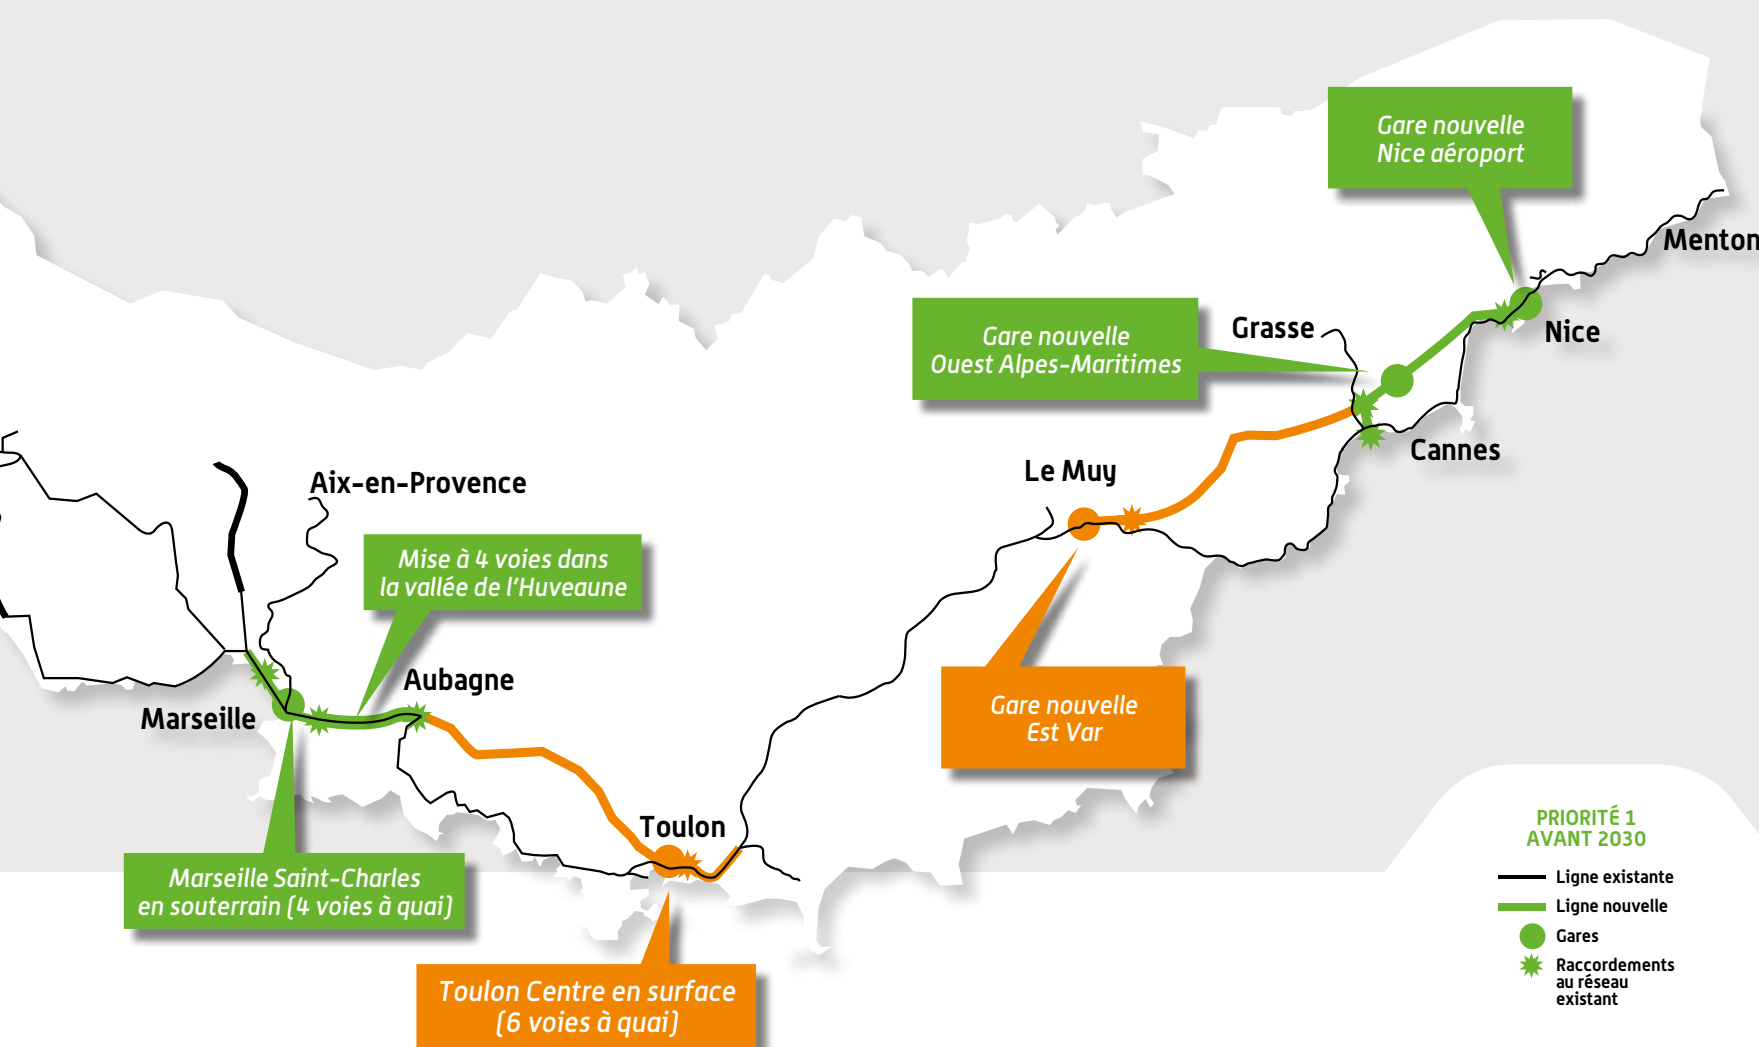 Gare nouvelle
Nice aéroport
Menton
Gare nouvelle
Ouest Alpes-Maritimes
Grasse
Nice
Cannes
Le Muy
Aix-en-Provence
Mise à 4 voies dans
la vallée de l'Huveaune
Aubagne
Marseille
Gare nouvelle
Est Var
Toulon
Marseille Saint-Charles
en souterrain (4 voies à quai)
Toulon Centre en surface
(6 voies à quai)
PRIORITÉ 1
AVANT 2030
Ligne existante
Ligne nouvelle
Gares
Raccordements
au réseau
existant